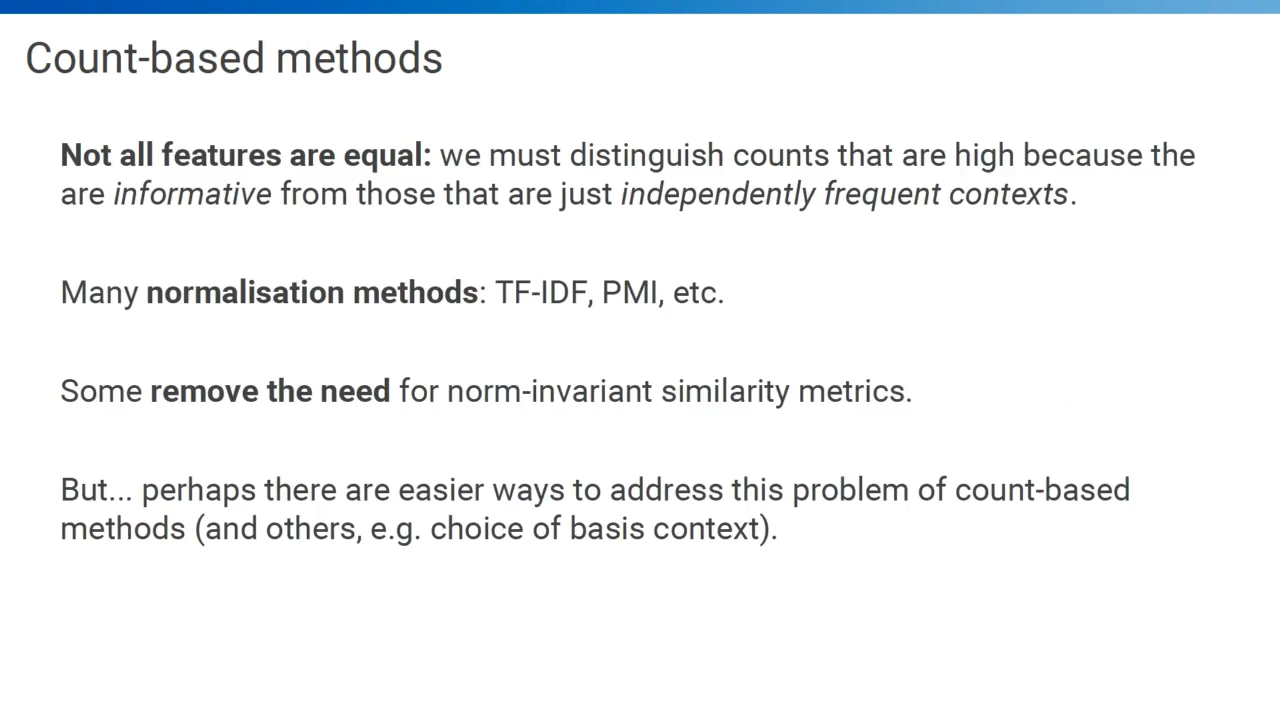 Count-based methods
Not all features are equal: we must distinguish counts that are high because the
are informative from those that are just independently frequent contexts.
Many normalisation methods: TF-IDF, PMI, etc.
Some remove the need for norm-invariant similarity metrics.
But... perhaps there are easier ways to address this problem of count-based
methods (and others, e.g. choice of basis context).